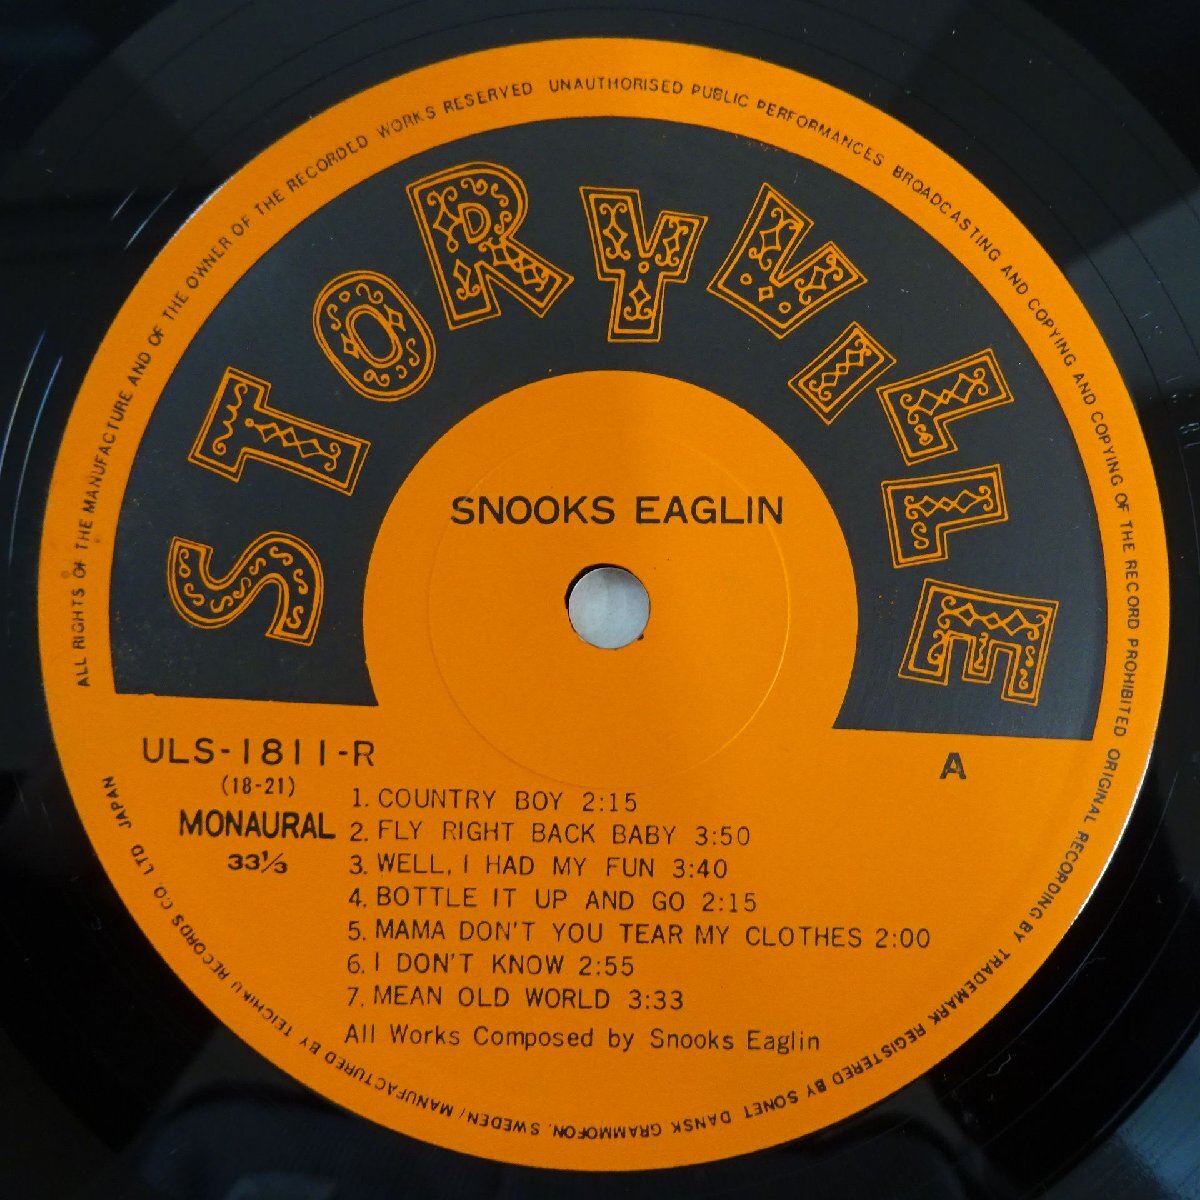 ALL RIGHTS OF THE MANUFACTURE AND OF THE OWNER OF THE RECORDED WORKS RESERVED UNAUTHORISED PUBLIC PERFORMANCES BROADCASTING AND COPYING AND COPYING OF THE RECORD PROHIBITED ORIGINAL RECORDING BY TRADEMARK REGISTERED BY SONET DANSK GRAMMOFON, SWEDEN/MANUFACTURED BY TEICHIKU RECORDS CO. LTD JAPAN
STORYVILLE
SNOOKS EAGLIN
ULS-1811-R
(18-21)
MONAURAL
33⅓
A
1. COUNTRY BOY 2:15
2. FLY RIGHT BACK BABY 3:50
3. WELL, I HAD MY FUN 3:40
4. BOTTLE IT UP AND GO 2:15
5. MAMA DON'T YOU TEAR MY CLOTHES 2:00
6. I DON'T KNOW 2:55
7. MEAN OLD WORLD 3:33
All Works Composed by Snooks Eaglin